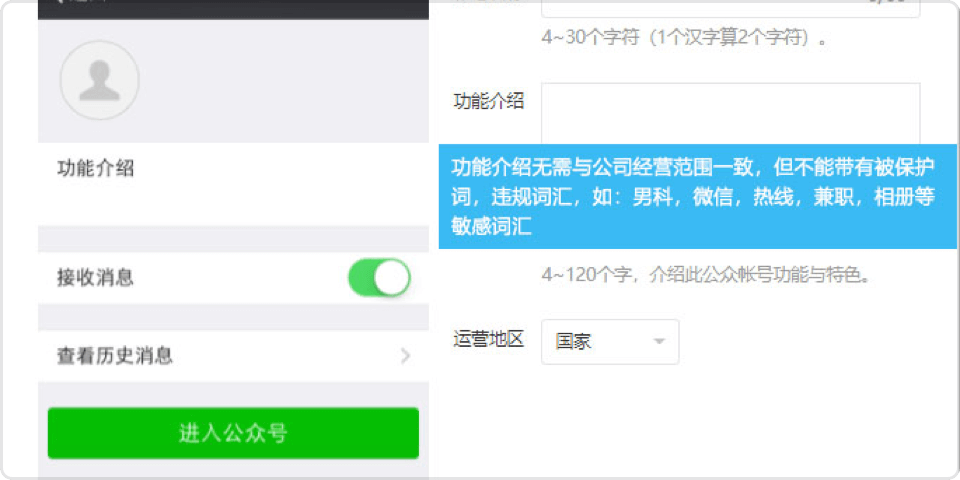 功能介绍
接收消息
查看历史消息
进入公众号
4~30个字符（1个汉字算2个字符）。
功能介绍
功能介绍无需与公司经营范围一致，但不能带有被保护
词，违规词汇，如：男科，微信，热线，兼职，相册等
敏感词汇
4~120个字，介绍此公众帐号功能与特色。
运营地区 国家